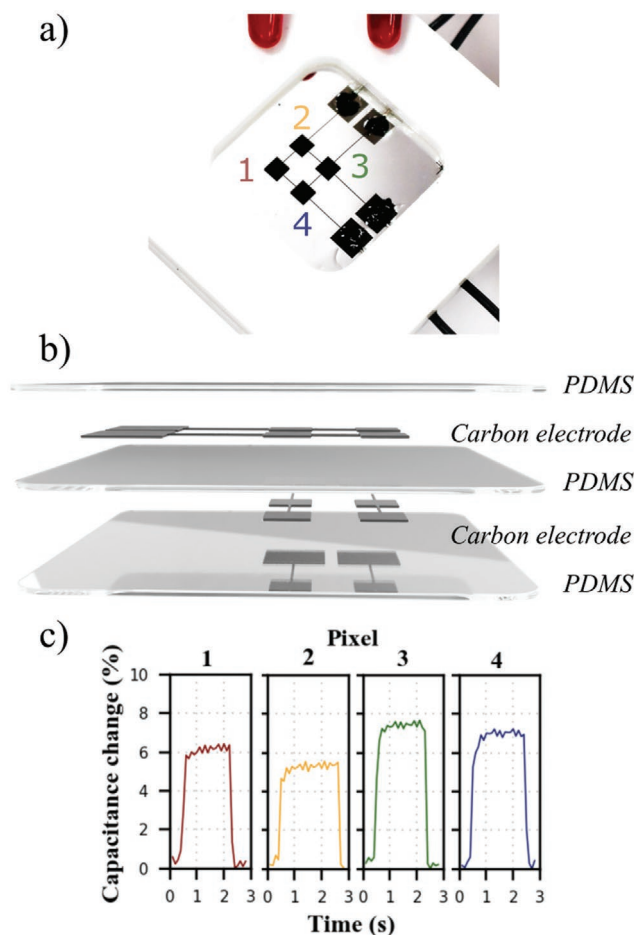 a)
2
1
3
4
b)
PDMS
Carbon electrode
PDMS
Carbon electrode
PDMS
c)
Pixel
1 2 3 4
Capacitance change (%)
10
8
6
4
2
0
0 1 2 3 0 1 2 3 0 1 2 3 0 1 2 3
Time (s)